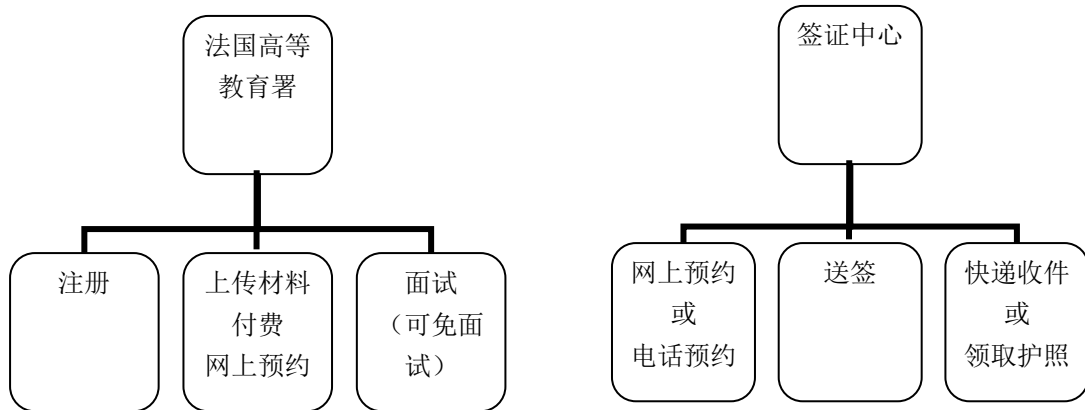 法国高等
教育署
签证中心
注册
上传材料
付费
网上预约
面试
（可免面
试）
网上预约
或
电话预约
送签
快递收件
或
领取护照